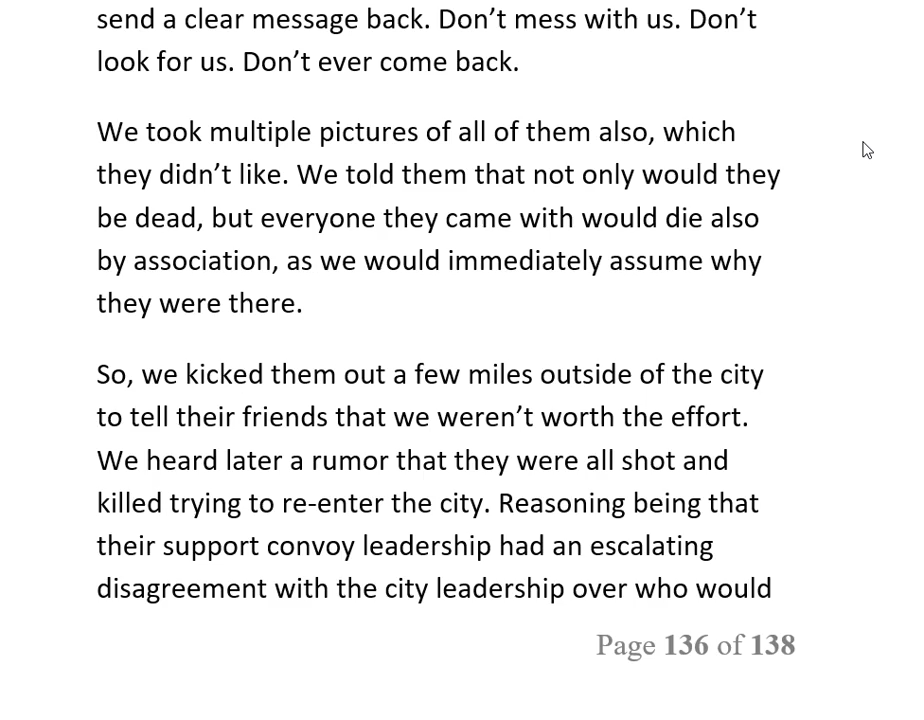 send a clear message back. Don’t mess with us. Don’t
look for us. Don’t ever come back.
We took multiple pictures of all of them also, which
they didn’t like. We told them that not only would they
be dead, but everyone they came with would die also
by association, as we would immediately assume why
they were there.
So, we kicked them out a few miles outside of the city
to tell their friends that we weren’t worth the effort.
We heard later a rumor that they were all shot and
killed trying to re-enter the city. Reasoning being that
their support convoy leadership had an escalating
disagreement with the city leadership over who would
Page 136 of 138